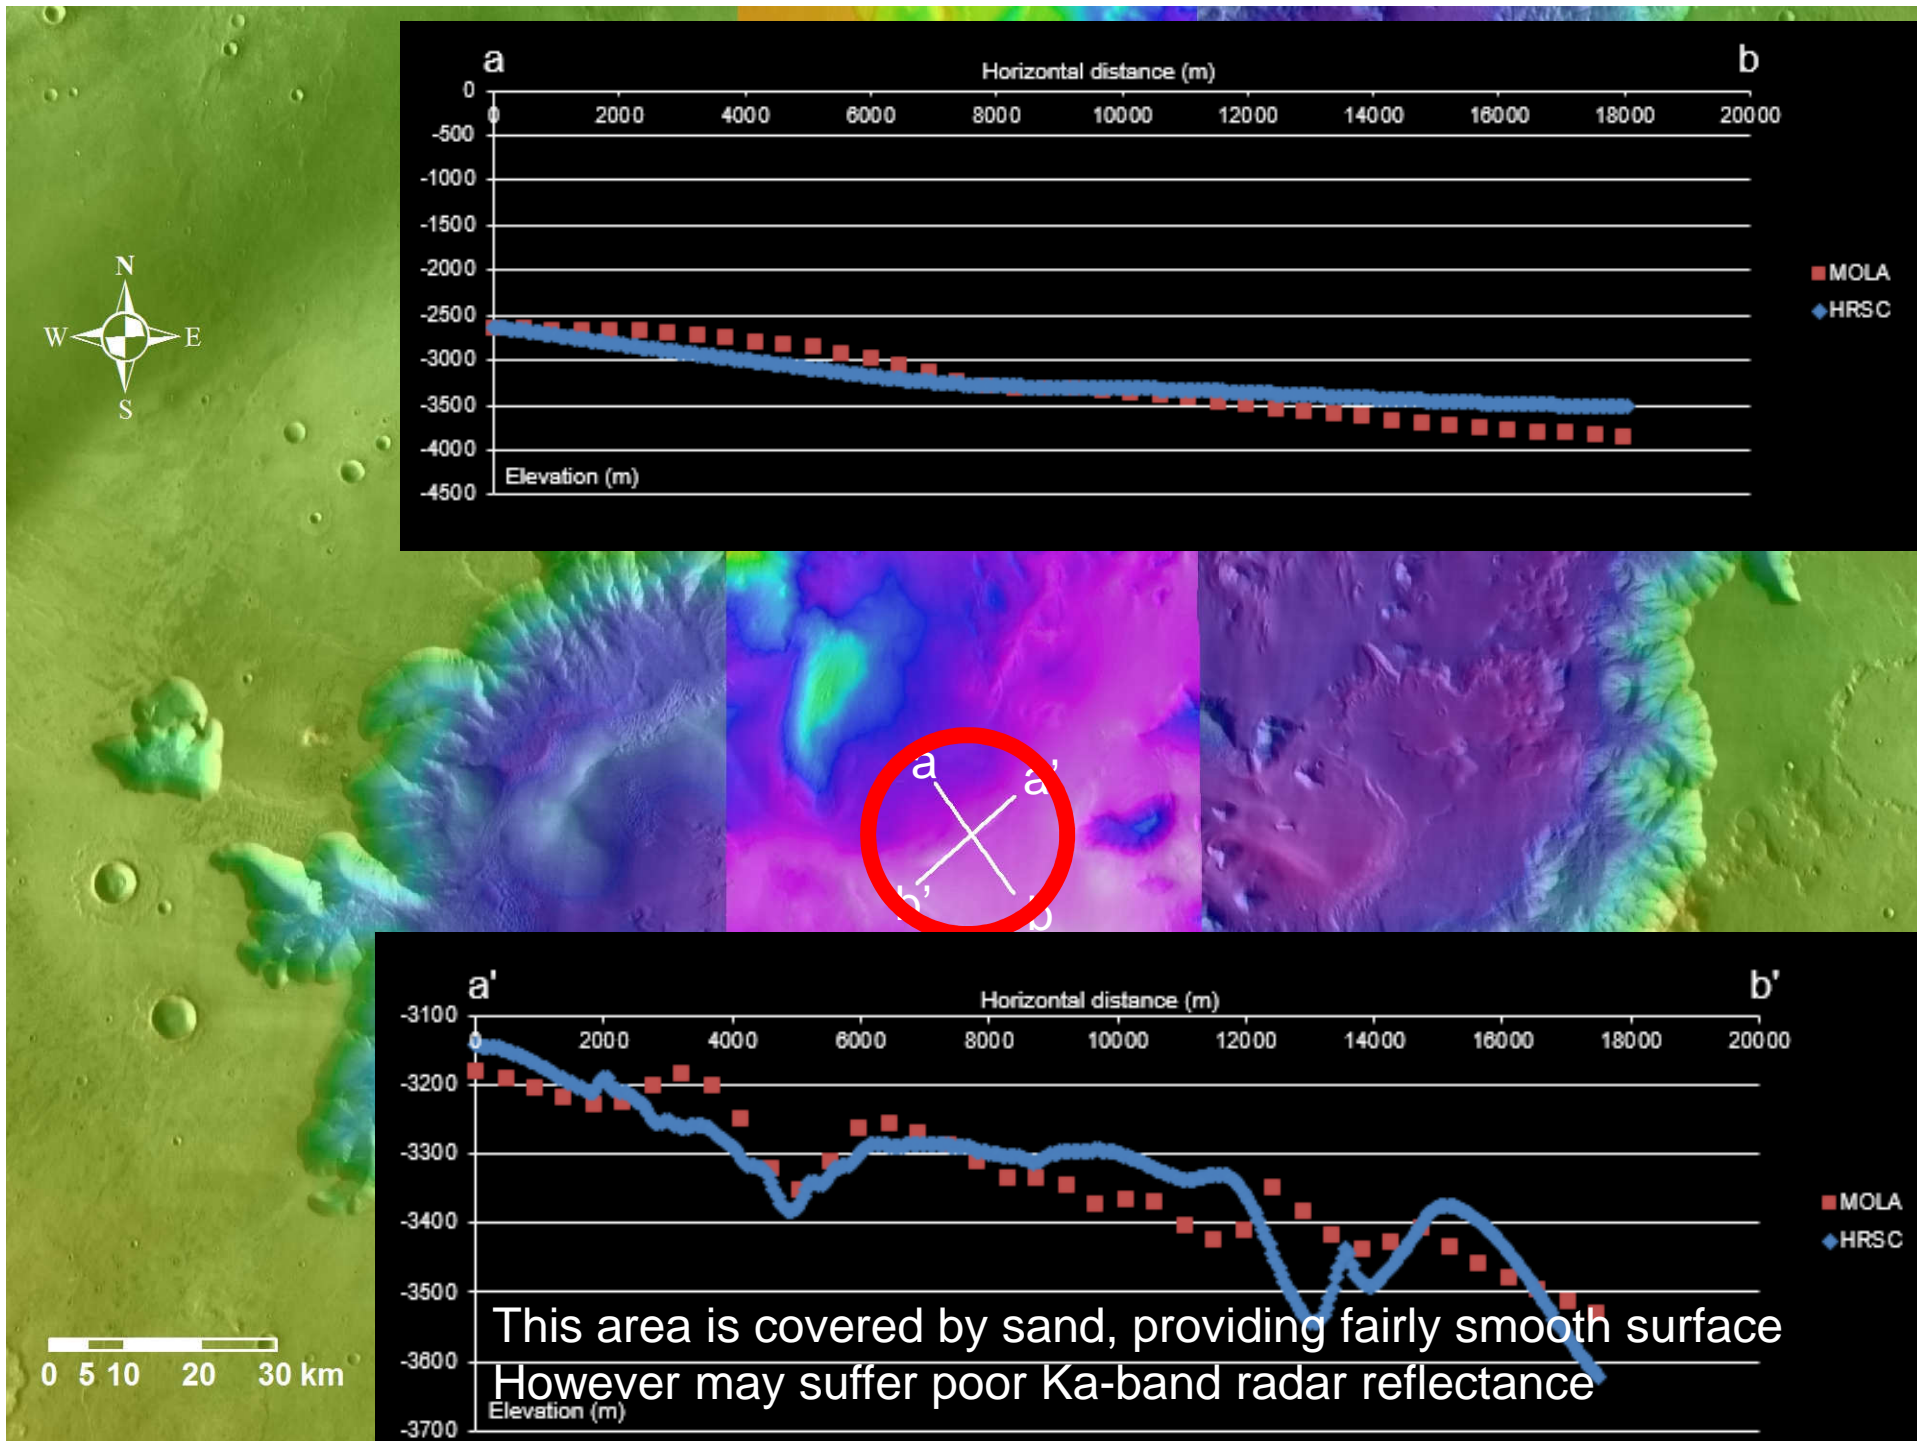 a
b
Horizontal distance (m)
0
0 2000 4000 6000 8000 10000 12000 14000 16000 18000 20000
-500
-1000
-1500
-2000
-2500
-3000
-3500
-4000
-4500
Elevation (m)
MOLA
HRSC
N
W E
S
a
a'
b'
b
a'
b'
Horizontal distance (m)
-3100
0 2000 4000 6000 8000 10000 12000 14000 16000 18000 20000
-3200
-3300
-3400
-3500
-3600
-3700
MOLA
HRSC
This area is covered by sand, providing fairly smooth surface
However may suffer poor Ka-band radar reflectance
Elevation (m)
0 5 10 20 30 km